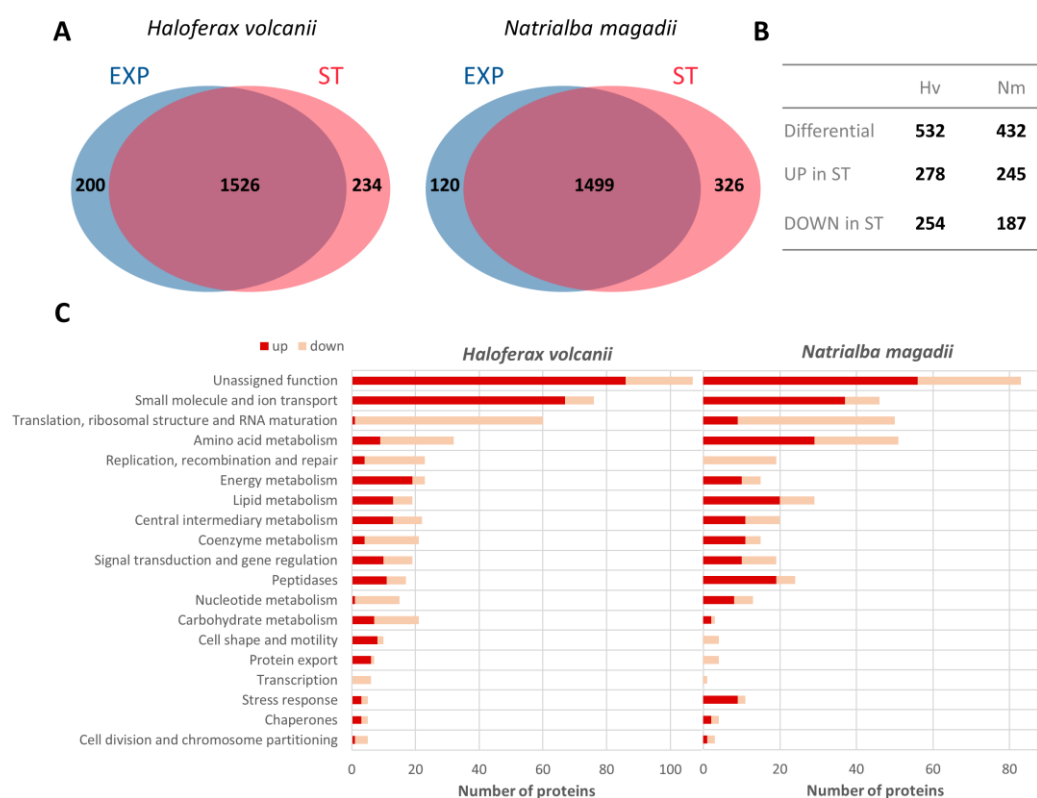 A
Haloferax volcanii
Natrialba magadii
B
EXP
ST
EXP
ST
200
1526
234
120
1499
326
Hv Nm
Differential 532 432
UP in ST 278 245
DOWN in ST 254 187
C
up down
Haloferax volcanii
Natrialba magadii
Unassigned function
Small molecule and ion transport
Translation, ribosomal structure and RNA maturation
Amino acid metabolism
Replication, recombination and repair
Energy metabolism
Lipid metabolism
Central intermediary metabolism
Coenzyme metabolism
Signal transduction and gene regulation
Peptidases
Nucleotide metabolism
Carbohydrate metabolism
Cell shape and motility
Protein export
Transcription
Stress response
Chaperones
Cell division and chromosome partitioning
0 20 40 60 80 100
0 20 40 60 80
Number of proteins
Number of proteins